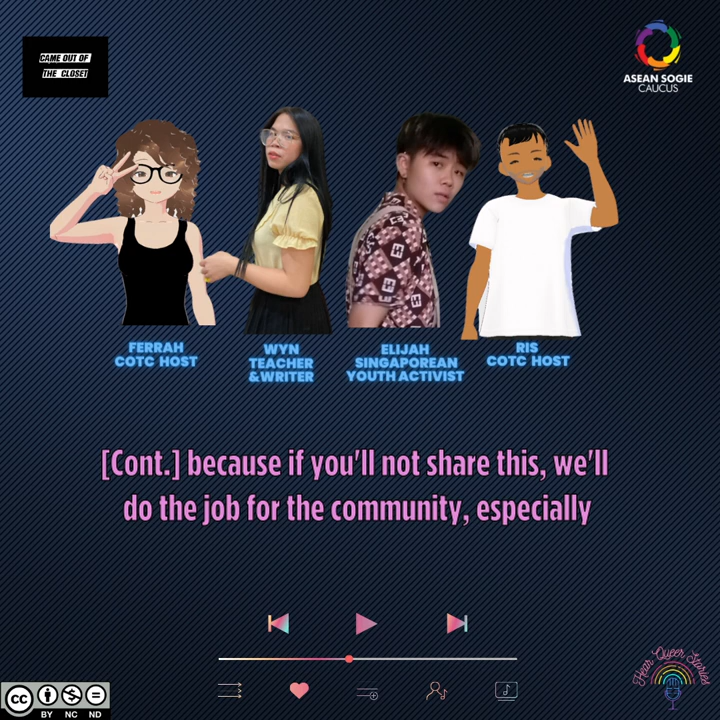 CAME OUT OF
THE CLOSET
ASEAN SOGIE
CAUCUS
FERRAH
COTC HOST
WYN
TEACHER
&WRITER
ELIJAH
SINGAPOREAN
YOUTH ACTIVIST
RIS
COTC HOST
[Cont.] because if you'll not share this, we'll
do the job for the community, especially
Hear Queer Stories
cc
BY NC ND